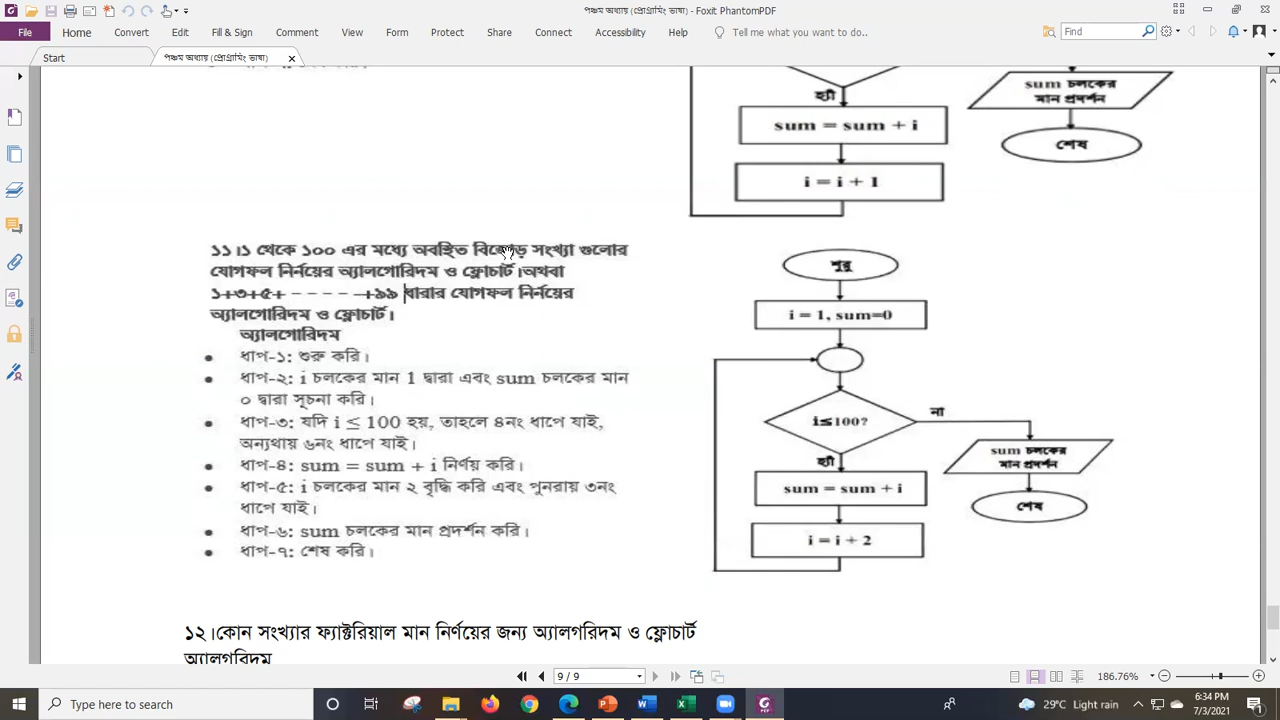 পঞ্চম অধ্যায় (প্রোগ্রামিং ভাষা) - Foxit PhantomPDF
File Home Convert Edit Fill & Sign Comment View Form Protect Share Connect Accessibility Help Tell me what you want to do... Find
Start পঞ্চম অধ্যায় (প্রোগ্রামিং ভাষা)
হ্যাঁ
sum = sum + i
i = i + 1
sum চলকের
মান প্রদর্শন
শেষ
১১।১ থেকে ১০০ এর মধ্যে অবস্থিত বিজোড় সংখ্যা গুলোর
যোগফল নির্নয়ের অ্যালগোরিদম ও ফ্লোচার্ট।অথবা
১+৩+৫+ - - - - - +৯৯ ধারার যোগফল নির্নয়ের
অ্যালগোরিদম ও ফ্লোচার্ট।
অ্যালগোরিদম
• ধাপ-১: শুরু করি।
• ধাপ-২: i চলকের মান 1 দ্বারা এবং sum চলকের মান
০ দ্বারা সূচনা করি।
• ধাপ-৩: যদি i ≤ 100 হয়, তাহলে ৪নং ধাপে যাই,
অন্যথায় ৬নং ধাপে যাই।
• ধাপ-৪: sum = sum + i নির্ণয় করি।
• ধাপ-৫: i চলকের মান ২ বৃদ্ধি করি এবং পুনরায় ৩নং
ধাপে যাই।
• ধাপ-৬: sum চলকের মান প্রদর্শন করি।
• ধাপ-৭: শেষ করি।
শুরু
i = 1, sum=0
i≤100?
না
হ্যাঁ
sum = sum + i
i = i + 2
sum চলকের
মান প্রদর্শন
শেষ
১২।কোন সংখ্যার ফ্যাক্টরিয়াল মান নির্ণয়ের জন্য অ্যালগরিদম ও ফ্লোচার্ট
অ্যালগরিদম
9 / 9 186.76%
Type here to search 29°C Light rain 6:34 PM
7/3/2021